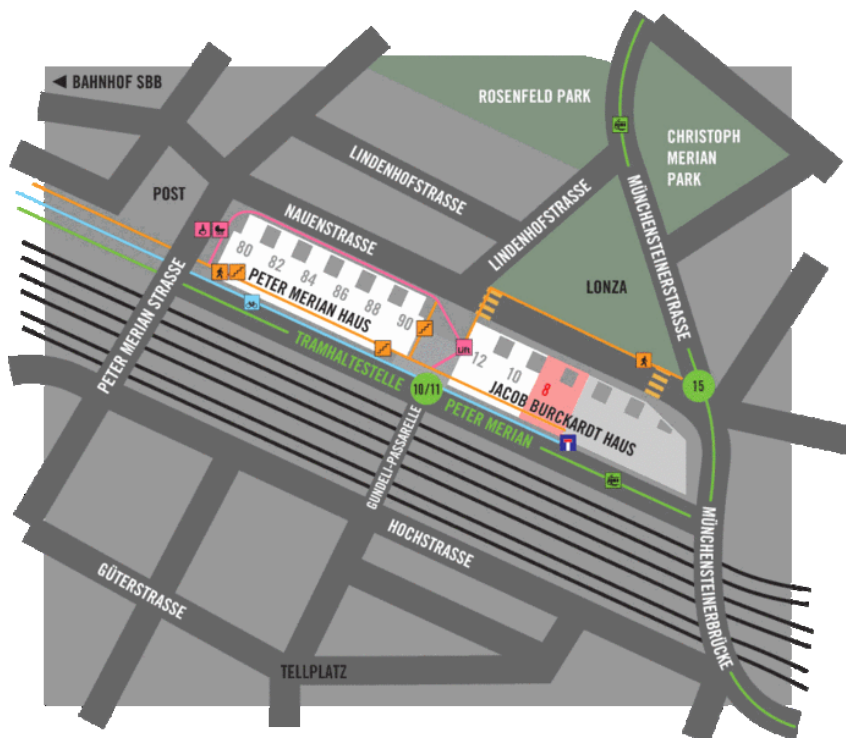 BAHNHOF SBB
ROSENFELD PARK
CHRISTOPH
MERIAN
PARK
LINDENHOFSTRASSE
POST
NAUENSTRASSE
LINDENHOFSTRASSE
MÜNCHENSTEINERSTRASSE
80
82
84
86
88
90
PETER MERIAN HAUS
LONZA
PETER MERIAN STRASSE
TRAMHALTESTELLE
10/11
PETER MERIAN
Lift
12
10
8
JACOB BURCKARDT HAUS
15
GUNDELI-PASSARELLE
HOCHSTRASSE
MÜNCHENSTEINERBRÜCKE
GÜTERSTRASSE
TELLPLATZ